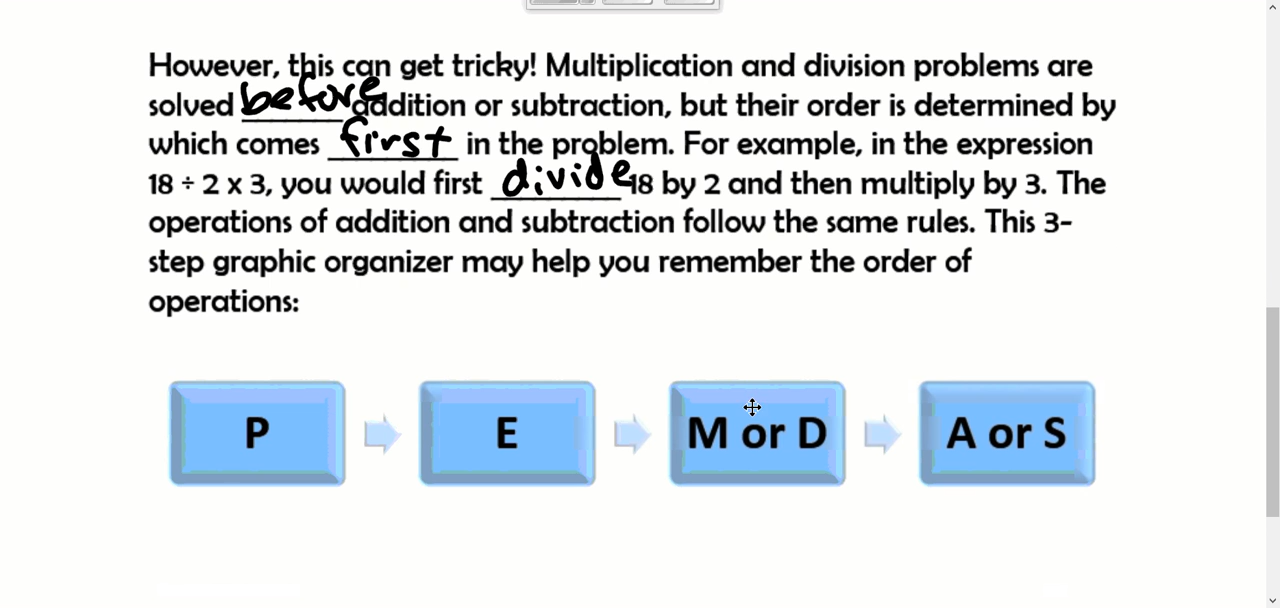 However, this can get tricky! Multiplication and division problems are
solved before addition or subtraction, but their order is determined by
which comes first in the problem. For example, in the expression
18 ÷ 2 x 3, you would first divide 18 by 2 and then multiply by 3. The
operations of addition and subtraction follow the same rules. This 3-
step graphic organizer may help you remember the order of
operations:
P E M or D A or S